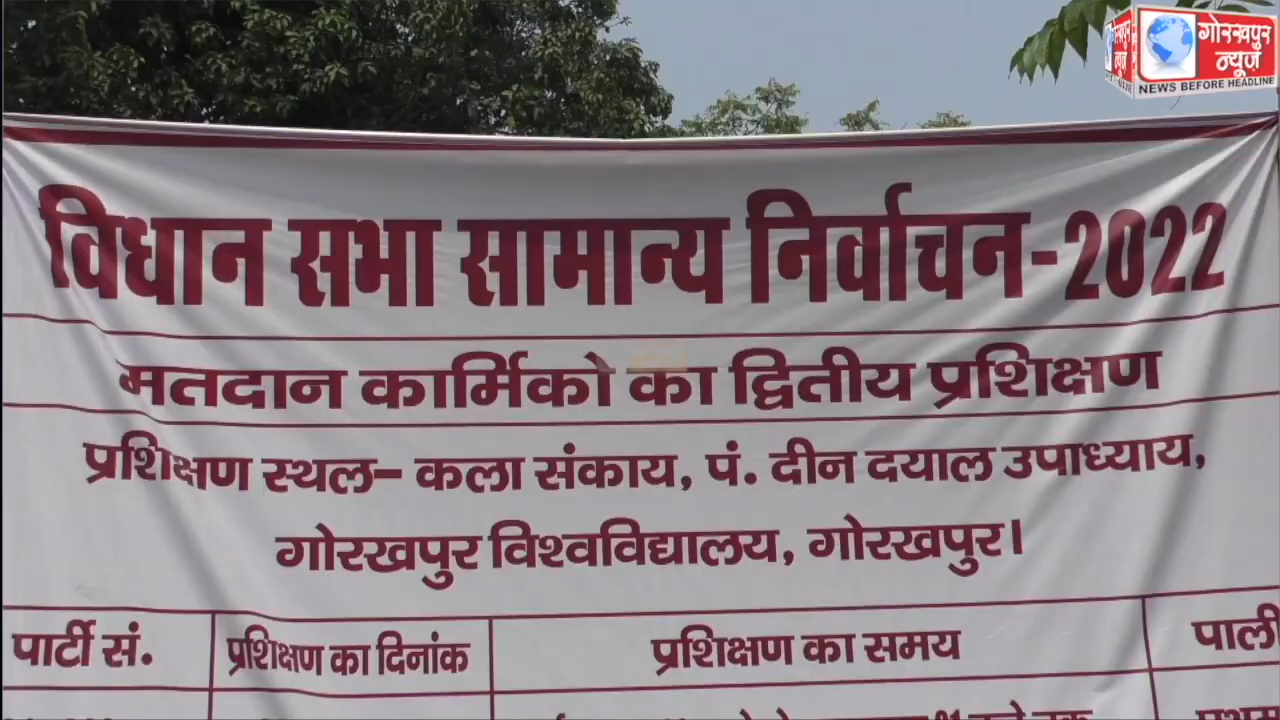 गोरखपुर
न्यूज़
NEWS BEFORE HEADLINE
विधान सभा सामान्य निर्वाचन-2022
मतदान कार्मिको का द्वितीय प्रशिक्षण
प्रशिक्षण स्थल- कला संकाय, पं. दीन दयाल उपाध्याय,
गोरखपुर विश्वविद्यालय, गोरखपुर।
पार्टी सं. प्रशिक्षण का दिनांक प्रशिक्षण का समय पाली